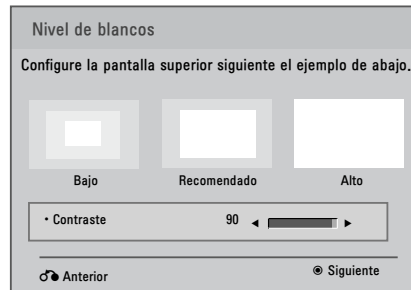 Nivel de blancos
Configure la pantalla superior siguiente el ejemplo de abajo.
Bajo Recomendado Alto
• Contraste 90 ◄ ►
Anterior ◉ Siguiente